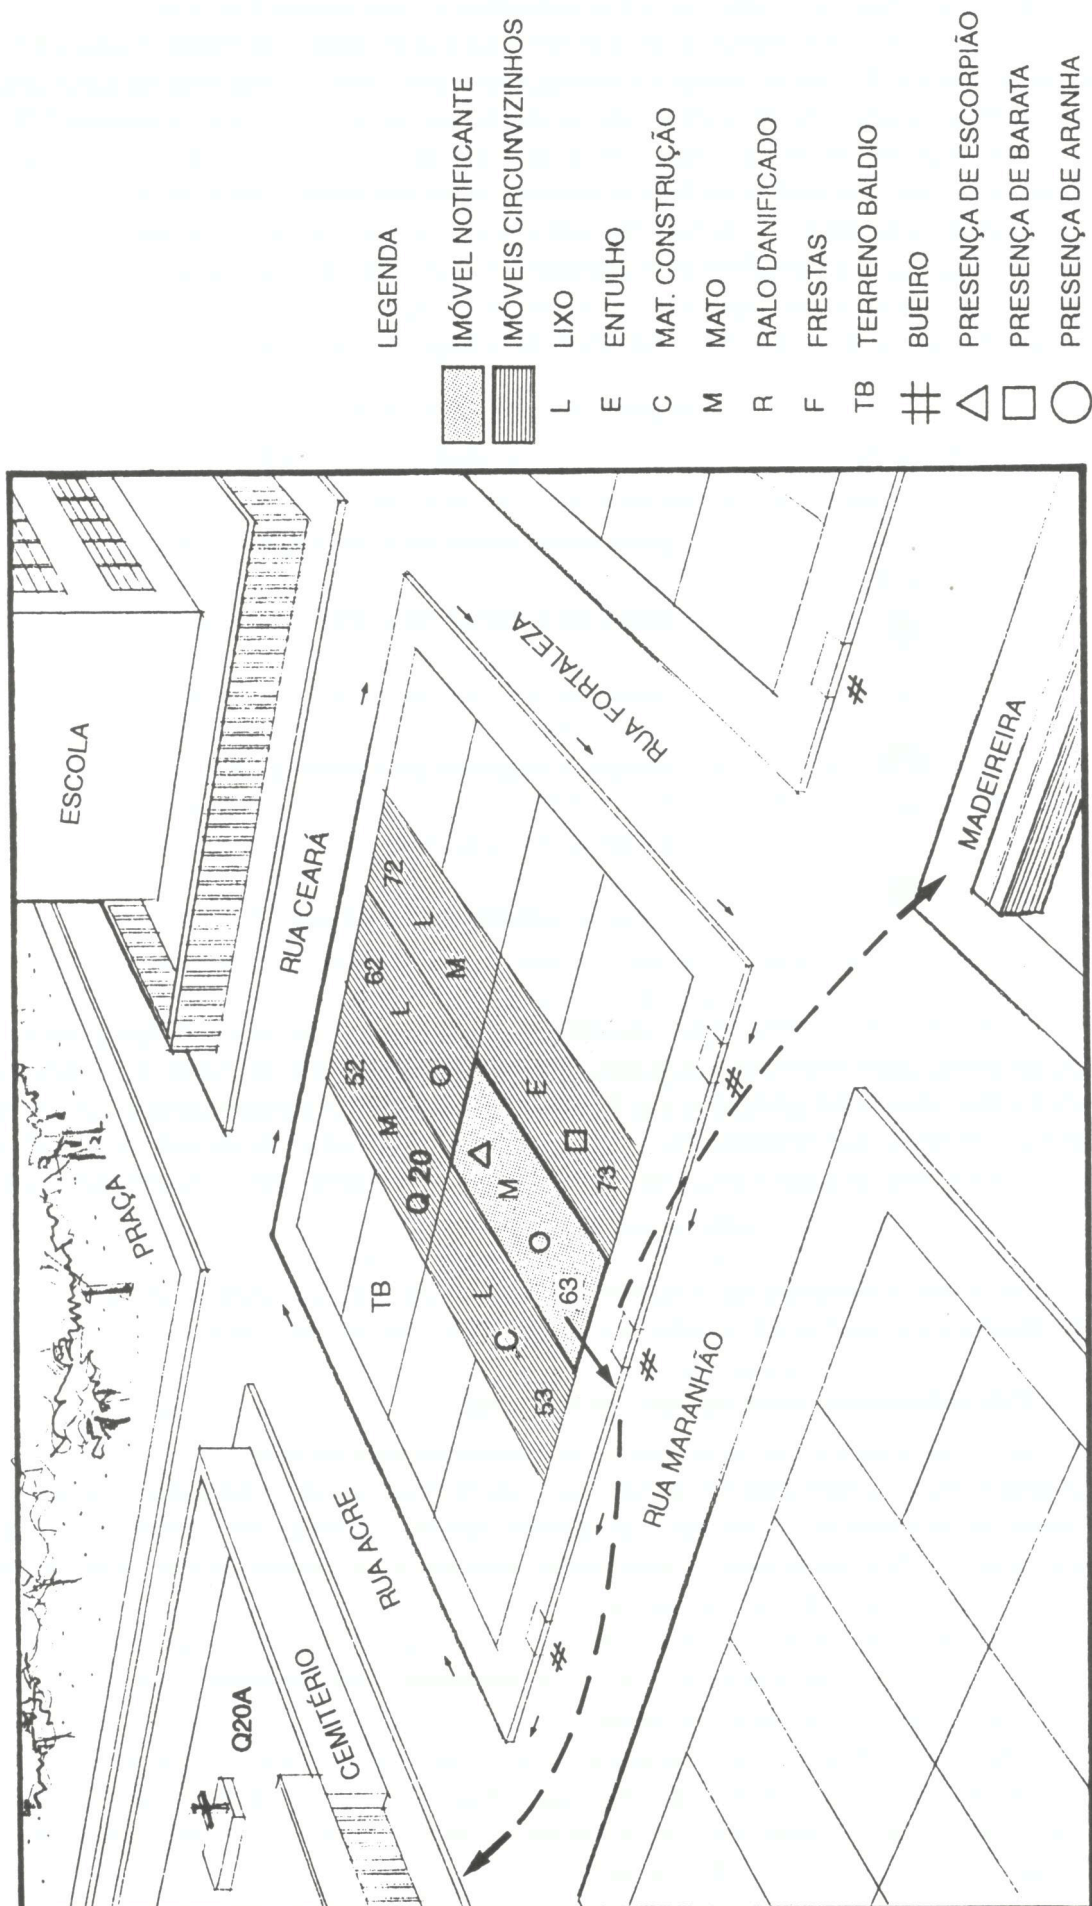 PRAÇA
ESCOLA
Q20A
CEMITÉRIO
RUA ACRE
RUA CEARÁ
TB
Q 20
52
M
62
L
72
L
M
O
L
C
53
63
M
E
73
RUA FORTALEZA
RUA MARANHÃO
MADEIREIRA
LEGENDA
IMÓVEL NOTIFICANTE
IMÓVEIS CIRCUNVIZINHOS
L LIXO
E ENTULHO
C MAT. CONSTRUÇÃO
M MATO
R RALO DANIFICADO
F FRESTAS
TB TERRENO BALDIO
# BUEIRO
PRESENÇA DE ESCORPIÃO
PRESENÇA DE BARATA
PRESENÇA DE ARANHA